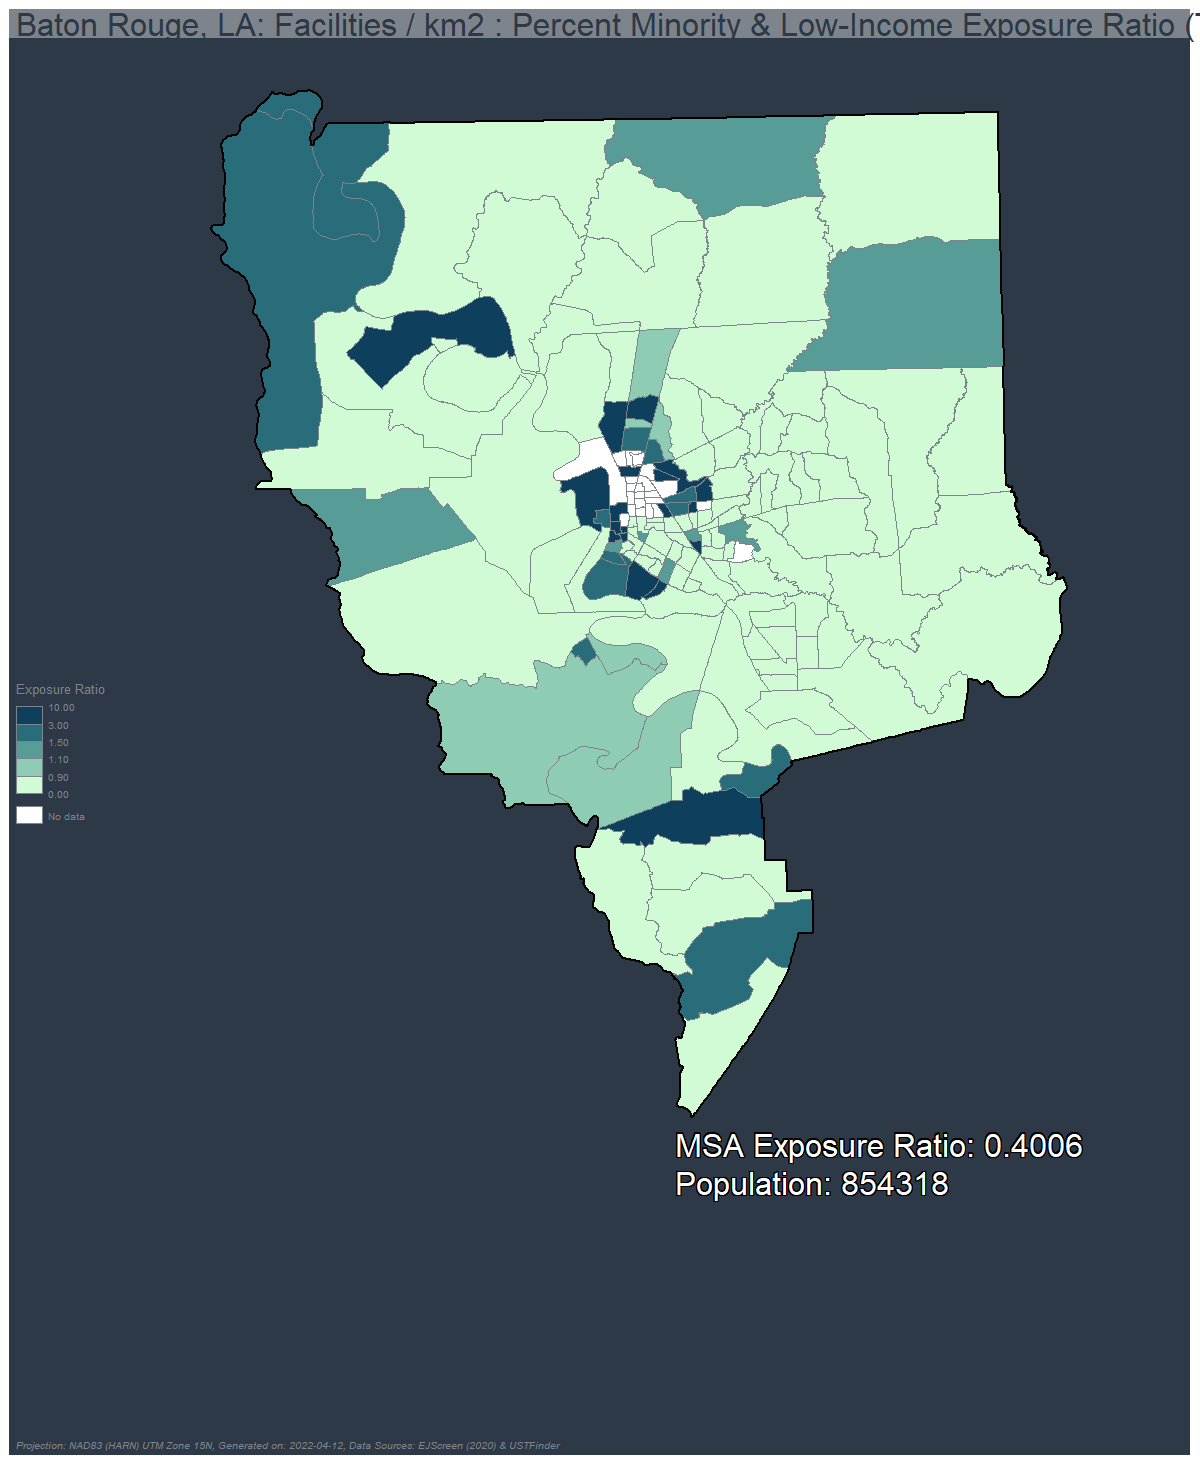 Baton Rouge, LA: Facilities / km2 : Percent Minority & Low-Income Exposure Ratio (
Exposure Ratio
10.00
3.00
1.50
1.10
0.90
0.00
No data
MSA Exposure Ratio: 0.4006
Population: 854318
Projection: NAD83 (HARN) UTM Zone 15N, Generated on: 2022-04-12, Data Sources: EJScreen (2020) & USTFinder